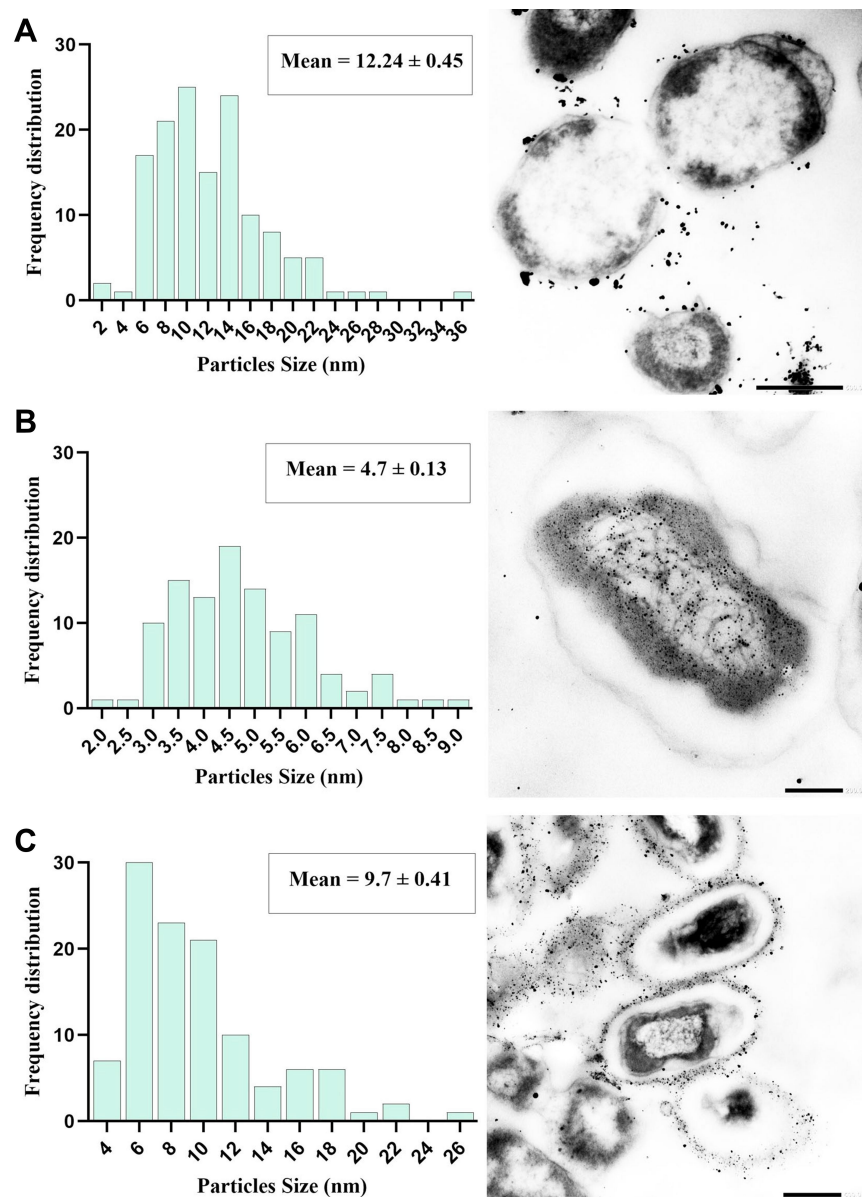 A
Mean = 12.24 ± 0.45
Frequency distribution
30
20
10
0
2 4 6 8 10 12 14 16 18 20 22 24 26 28 30 32 34 36
Particles Size (nm)
B
Mean = 4.7 ± 0.13
Frequency distribution
30
20
10
0
2.0 2.5 3.0 3.5 4.0 4.5 5.0 5.5 6.0 6.5 7.0 7.5 8.0 8.5 9.0
Particles Size (nm)
C
Mean = 9.7 ± 0.41
Frequency distribution
30
20
10
0
4 6 8 10 12 14 16 18 20 22 24 26
Particles Size (nm)